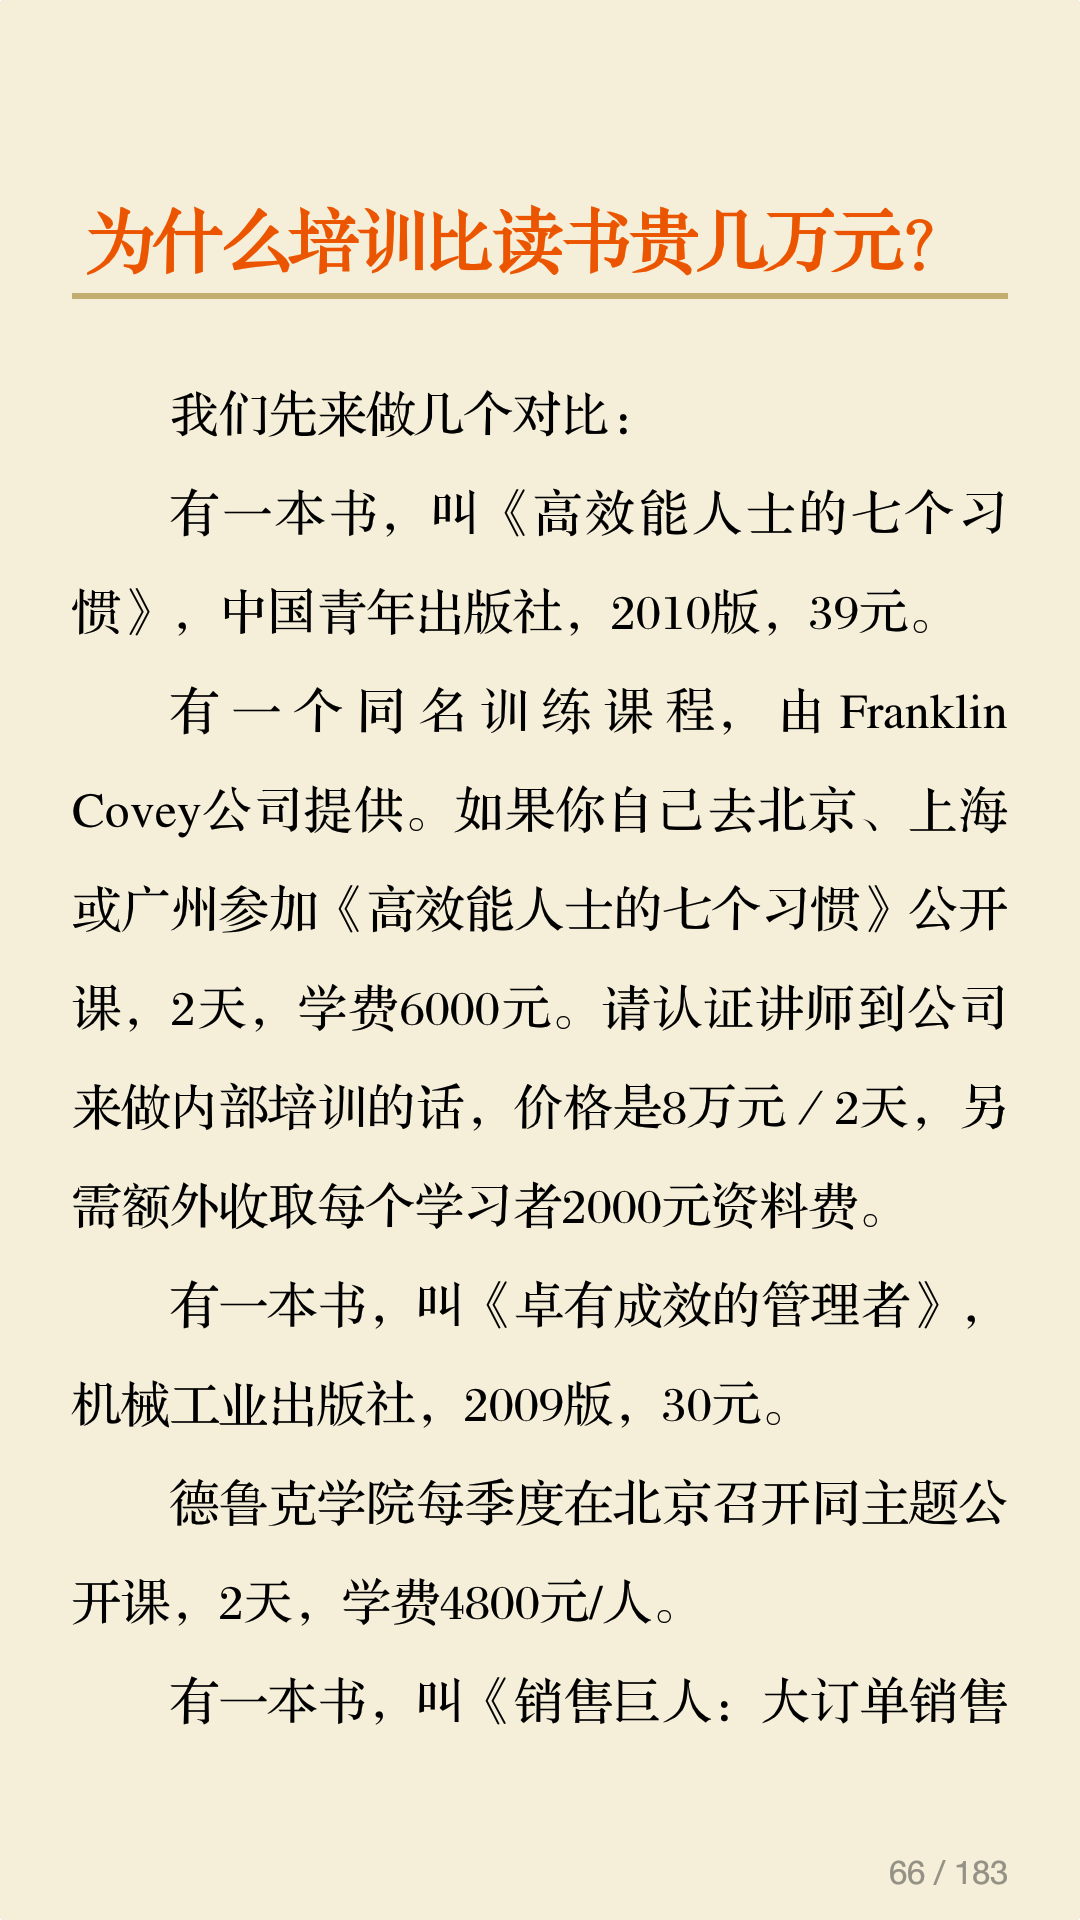 为什么培训比读书贵几万元?
我们先来做几个对比：
有一本书，叫《高效能人士的七个习
惯》，中国青年出版社，2010版，39元。
有一个同名训练课程，由Franklin
Covey公司提供。如果你自己去北京、上海
或广州参加《高效能人士的七个习惯》公开
课，2天，学费6000元。请认证讲师到公司
来做内部培训的话，价格是8万元／2天，另
需额外收取每个学习者2000元资料费。
有一本书，叫《卓有成效的管理者》，
机械工业出版社，2009版，30元。
德鲁克学院每季度在北京召开同主题公
开课，2天，学费4800元/人。
有一本书，叫《销售巨人：大订单销售
66 / 183